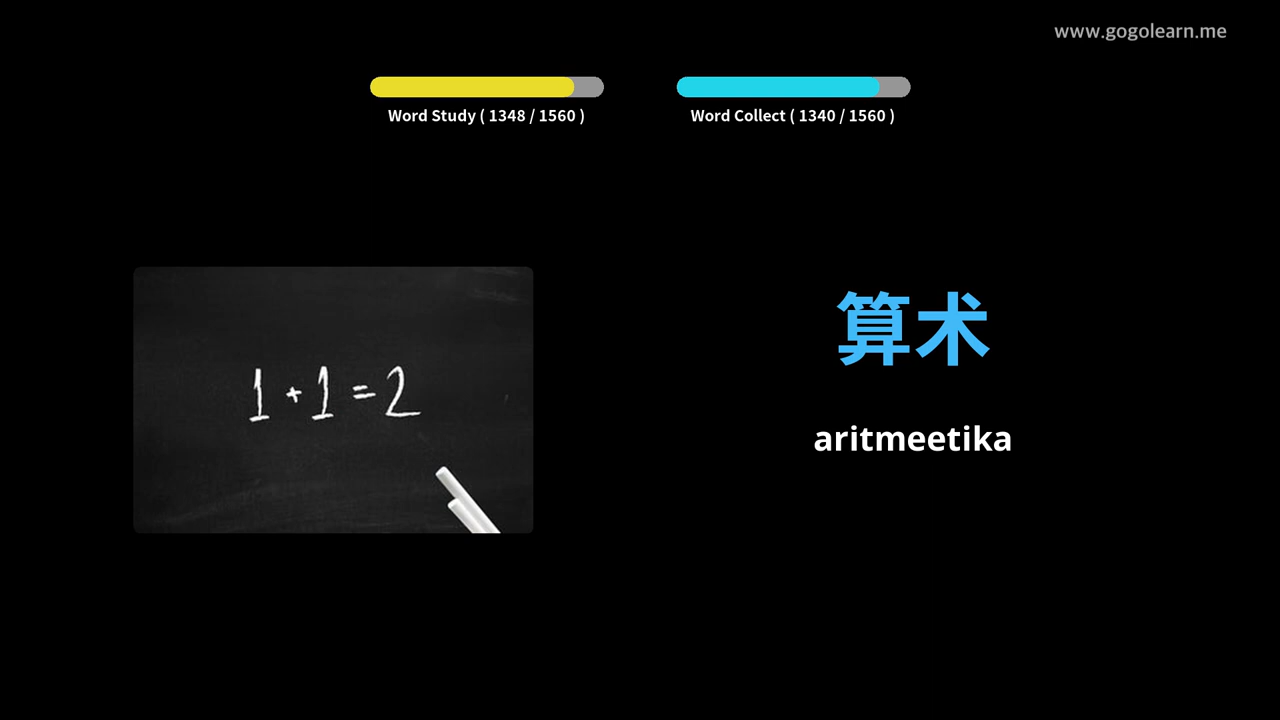 www.gogolearn.me
Word Study ( 1348 / 1560 )
Word Collect ( 1340 / 1560 )
1 + 1 = 2
算术
aritmeetika